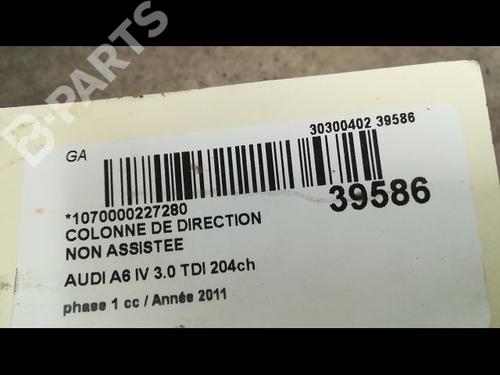 B-PARTS
GA
30300402 39586
*1070000227280
39586
COLONNE DE DIRECTION
NON ASSISTEE
AUDI A6 IV 3.0 TDI 204ch
phase 1 cc / Année 2011